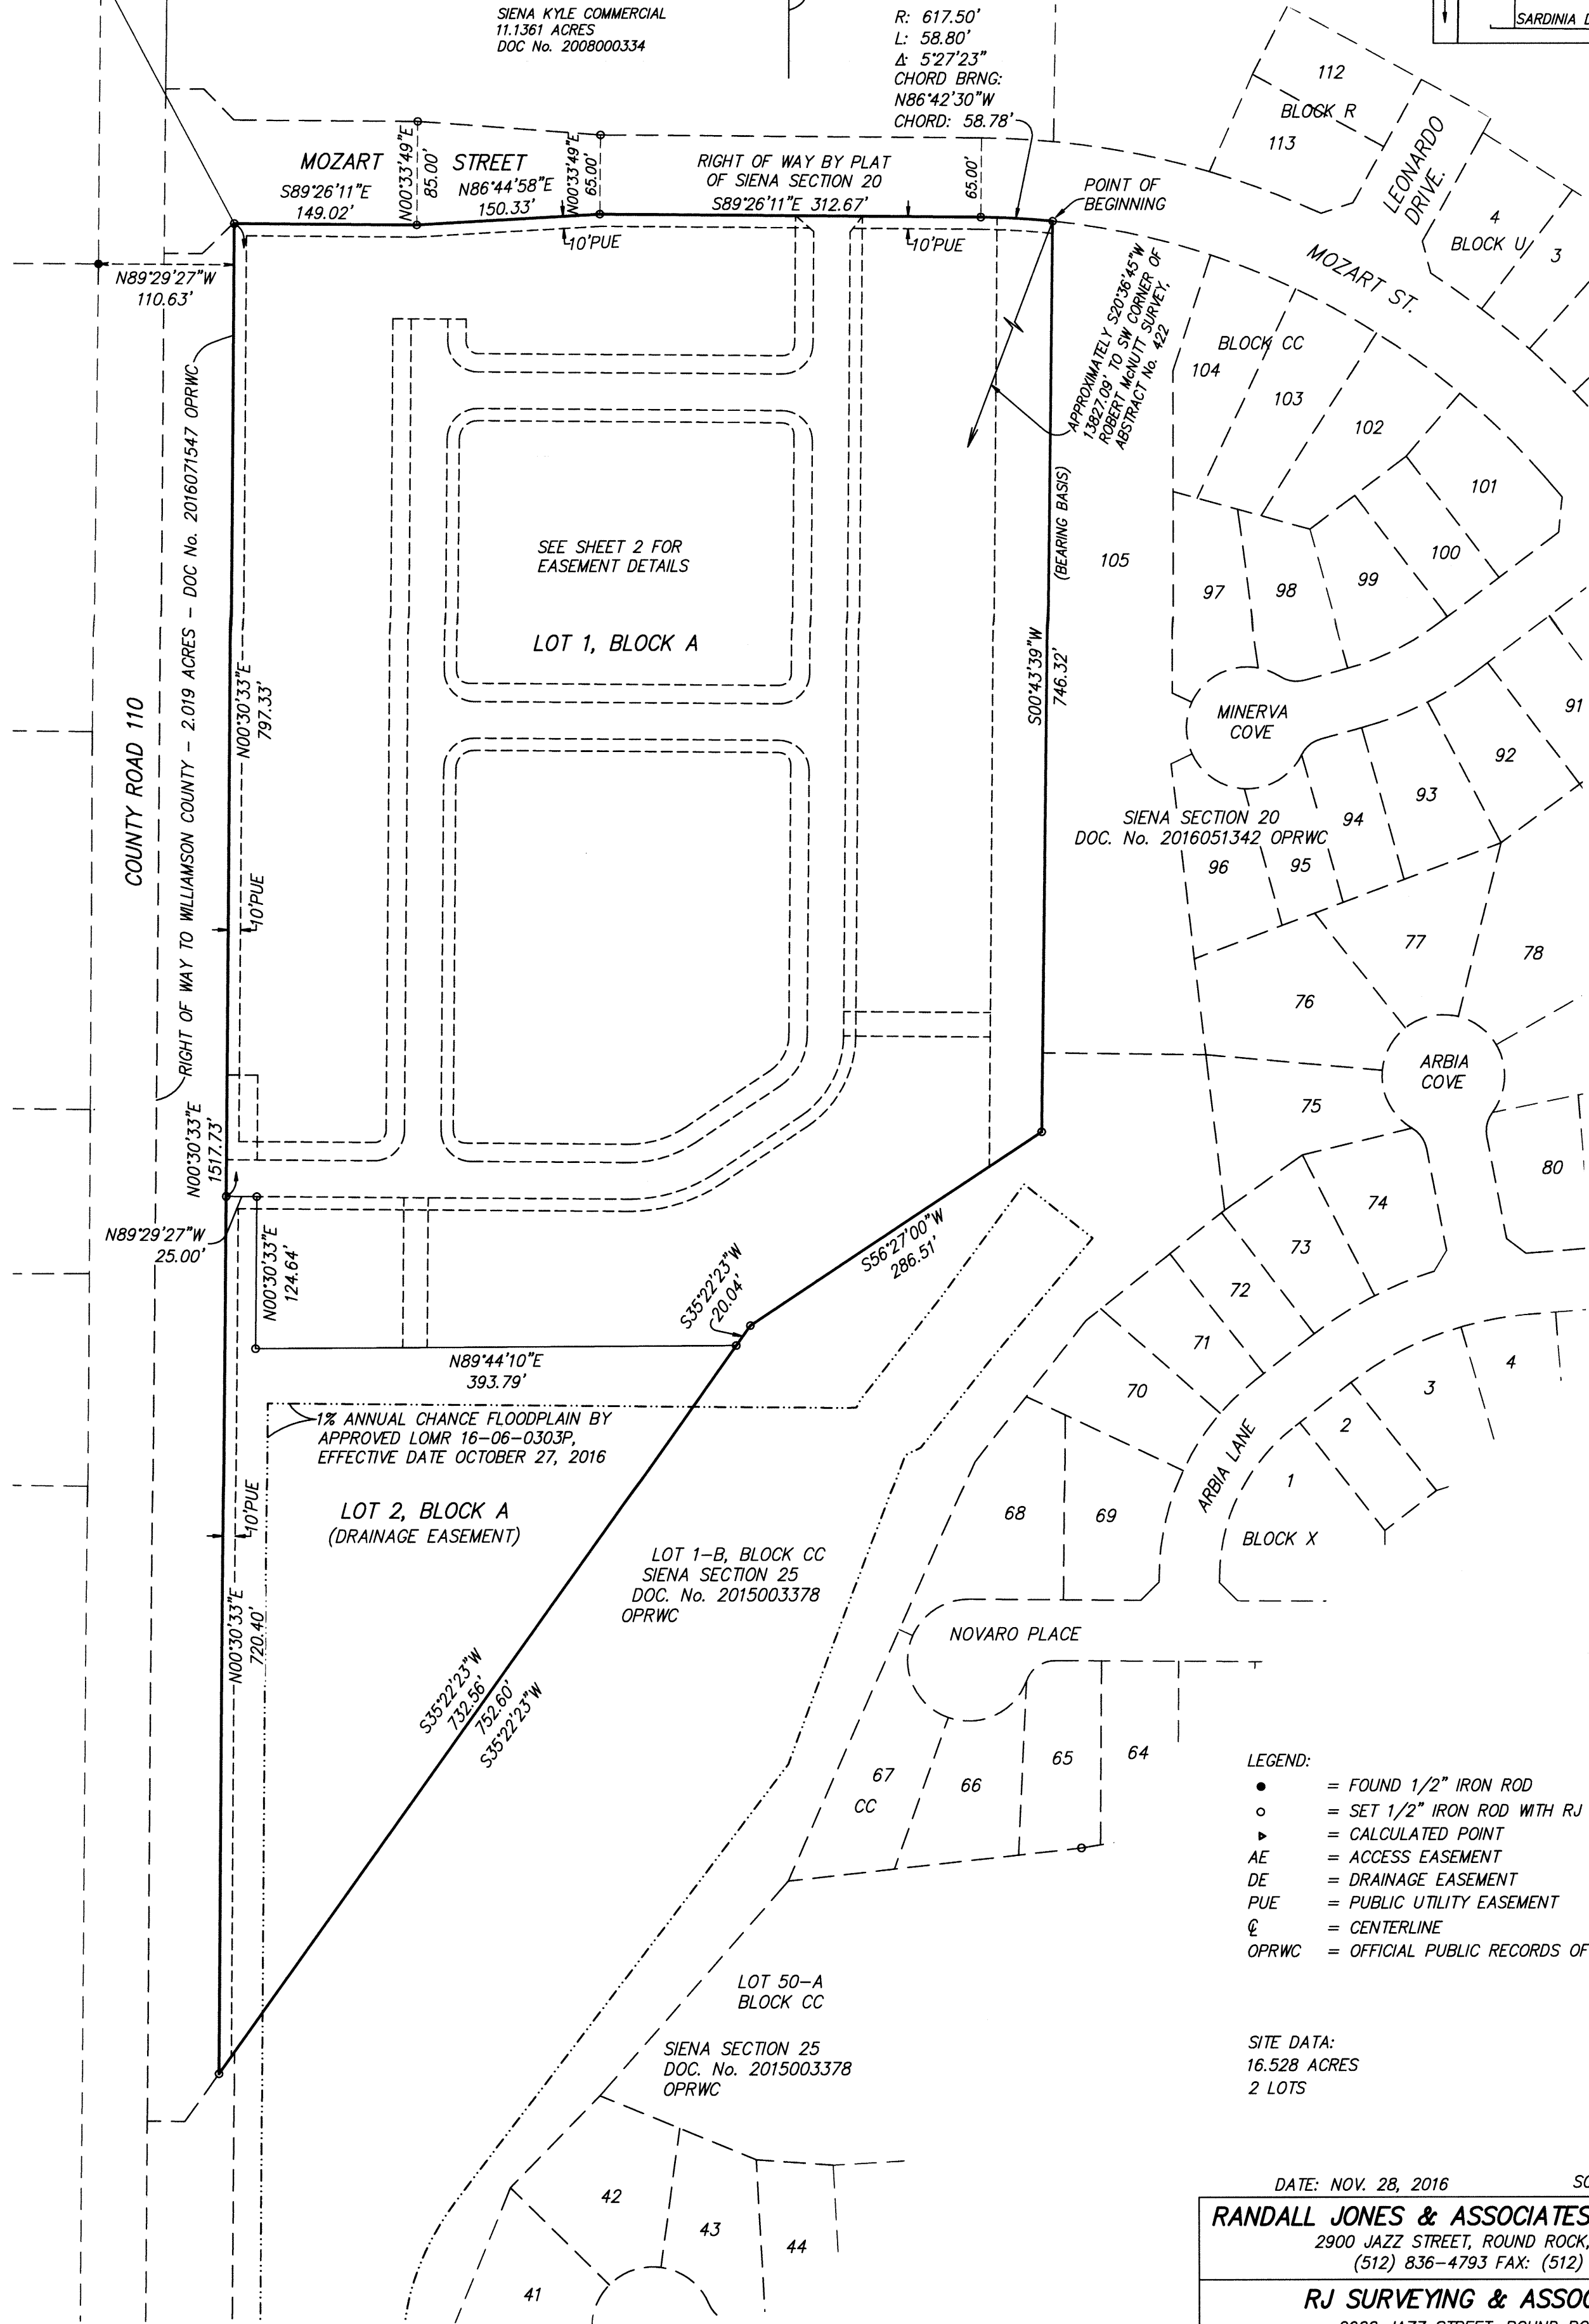 SIENA KYLE COMMERCIAL
11.1361 ACRES
DOC No. 2008000334
R: 617.50'
L: 58.80'
Δ: 5°27'23"
CHORD BRNG:
N86°42'30"W
CHORD: 58.78'
SARDINIA
112
BLOCK R
113
LEONARDO
DRIVE.
4
BLOCK U
3
MOZART STREET
S89°26'11"E
149.02'
N00°33'49"E
85.00'
N86°44'58"E
150.33'
N00°33'49"E
65.00'
RIGHT OF WAY BY PLAT
OF SIENA SECTION 20
S89°26'11"E 312.67'
65.00'
POINT OF
BEGINNING
10'PUE
10'PUE
MOZART ST.
N89°29'27"W
110.63'
APPROXIMATELY S20°36'45"W
13827.09' TO SW CORNER OF
ROBERT McNUTT SURVEY,
ABSTRACT No. 422
BLOCK CC
104
103
102
101
100
99
98
97
105
(BEARING BASIS)
S00°43'39"W
746.32'
SEE SHEET 2 FOR
EASEMENT DETAILS
LOT 1, BLOCK A
COUNTY ROAD 110
RIGHT OF WAY TO WILLIAMSON COUNTY - 2.019 ACRES - DOC No. 2016071547 OPRWC
N00°30'33"E
797.33'
10'PUE
MINERVA
COVE
91
92
93
94
SIENA SECTION 20
DOC. No. 2016051342 OPRWC
96
95
77
78
76
ARBIA
COVE
75
80
74
73
72
71
70
N00°30'33"E
1517.73'
N89°29'27"W
25.00'
N00°30'33"E
124.64'
S56°27'00"W
286.51'
S35°22'23"W
20.04'
N89°44'10"E
393.79'
1% ANNUAL CHANCE FLOODPLAIN BY
APPROVED LOMR 16-06-0303P,
EFFECTIVE DATE OCTOBER 27, 2016
LOT 2, BLOCK A
(DRAINAGE EASEMENT)
10'PUE
N00°30'33"E
720.40'
LOT 1-B, BLOCK CC
SIENA SECTION 25
DOC. No. 2015003378
OPRWC
S35°22'23"W
732.56'
752.60'
S35°22'23"W
68
69
ARBIA LANE
4
3
2
1
BLOCK X
NOVARO PLACE
67
CC
66
65
64
LEGEND:
● = FOUND 1/2" IRON ROD
○ = SET 1/2" IRON ROD WITH RJ
▹ = CALCULATED POINT
AE = ACCESS EASEMENT
DE = DRAINAGE EASEMENT
PUE = PUBLIC UTILITY EASEMENT
℄ = CENTERLINE
OPRWC = OFFICIAL PUBLIC RECORDS OF
LOT 50-A
BLOCK CC
SIENA SECTION 25
DOC. No. 2015003378
OPRWC
SITE DATA:
16.528 ACRES
2 LOTS
42
43
44
41
DATE: NOV. 28, 2016
RANDALL JONES & ASSOCIATES
2900 JAZZ STREET, ROUND ROCK,
(512) 836-4793 FAX: (512)
RJ SURVEYING & ASSOC